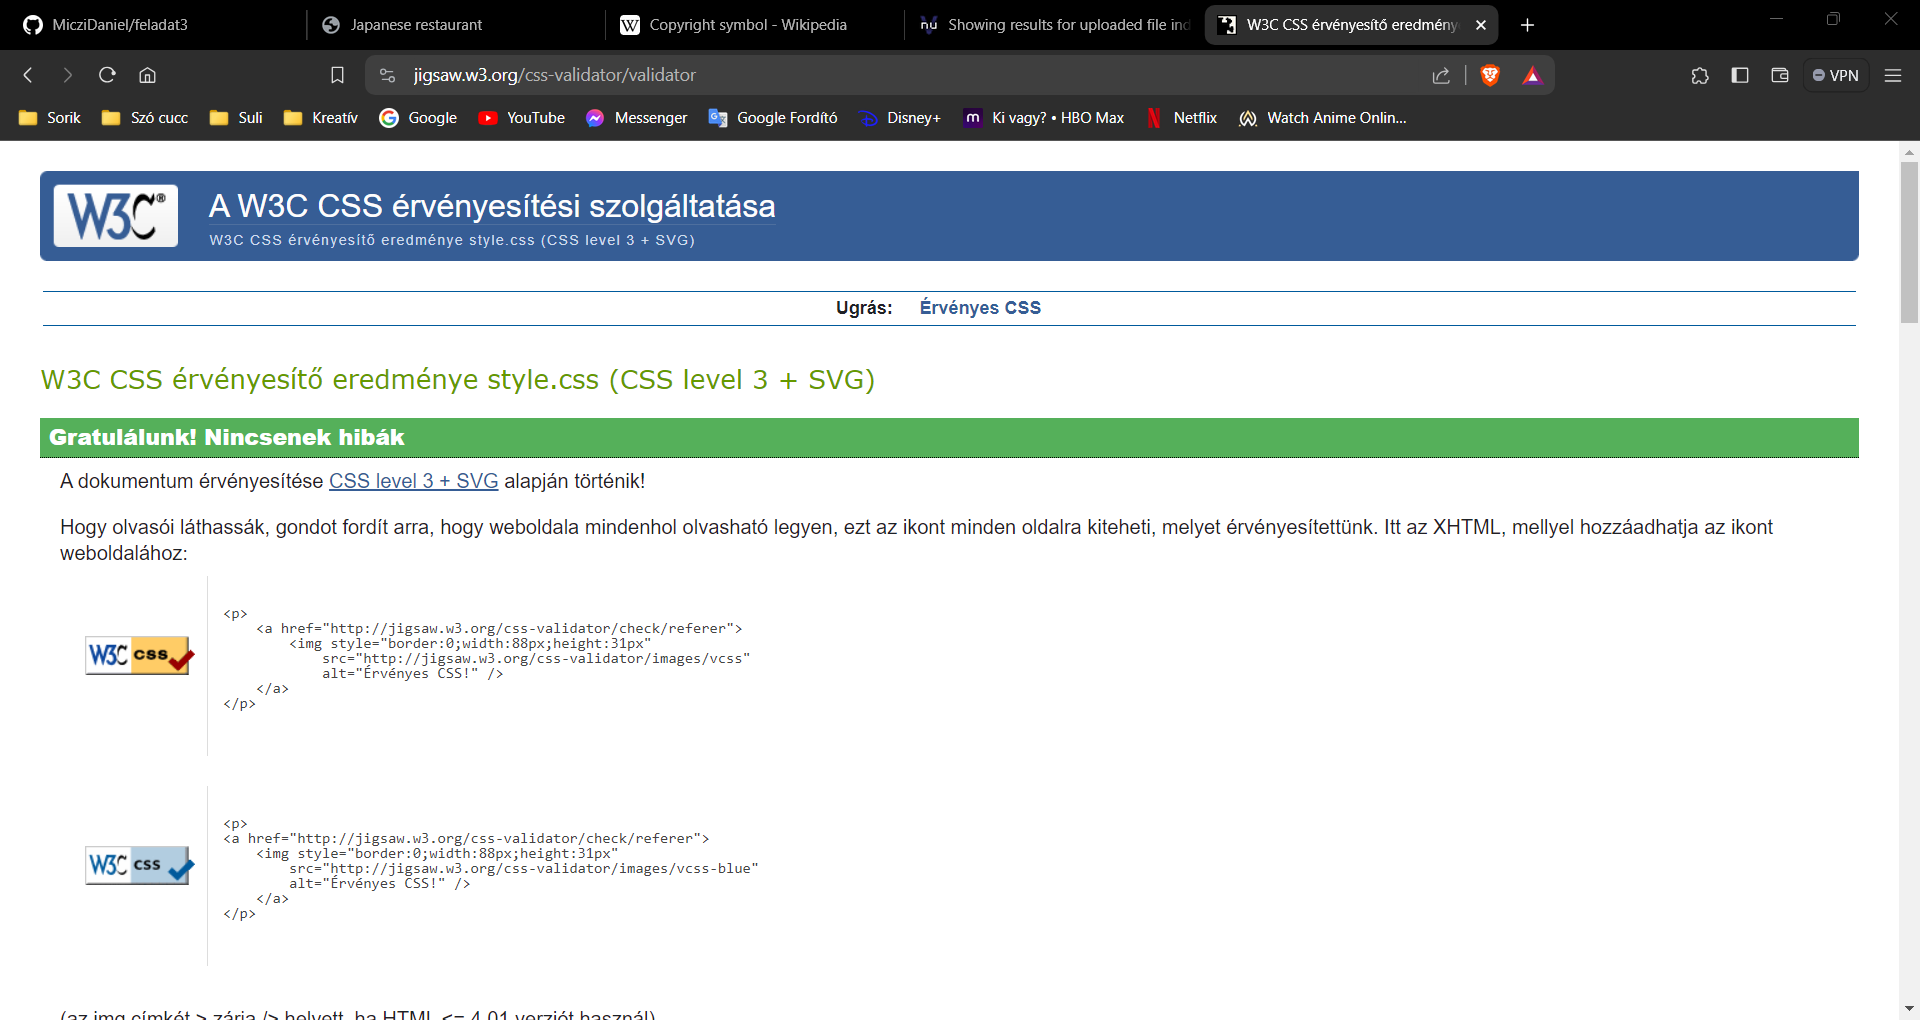 MicziDaniel/feladat3
Japanese restaurant
Copyright symbol - Wikipedia
Showing results for uploaded file ind
W3C CSS érvényesítő eredmény
jigsaw.w3.org/css-validator/validator
VPN
Sorik
Szó cucc
Suli
Kreatív
Google
YouTube
Messenger
Google Fordító
Disney+
Ki vagy? • HBO Max
Netflix
Watch Anime Onlin...
W3C®
A W3C CSS érvényesítési szolgáltatása
W3C CSS érvényesítő eredménye style.css (CSS level 3 + SVG)
Ugrás: Érvényes CSS
W3C CSS érvényesítő eredménye style.css (CSS level 3 + SVG)
Gratulálunk! Nincsenek hibák
A dokumentum érvényesítése CSS level 3 + SVG alapján történik!
Hogy olvasói láthassák, gondot fordít arra, hogy weboldala mindenhol olvasható legyen, ezt az ikont minden oldalra kiteheti, melyet érvényesítettünk. Itt az XHTML, mellyel hozzáadhatja az ikont
weboldalához:
W3C css
<p>
<a href="http://jigsaw.w3.org/css-validator/check/referer">
<img style="border:0;width:88px;height:31px"
src="http://jigsaw.w3.org/css-validator/images/vcss"
alt="Érvényes CSS!" />
</a>
</p>
W3C css
<p>
<a href="http://jigsaw.w3.org/css-validator/check/referer">
<img style="border:0;width:88px;height:31px"
src="http://jigsaw.w3.org/css-validator/images/vcss-blue"
alt="Érvényes CSS!" />
</a>
</p>
(az img címkét > zárja /> helyett, ha HTML <= 4.01 verziót használ)